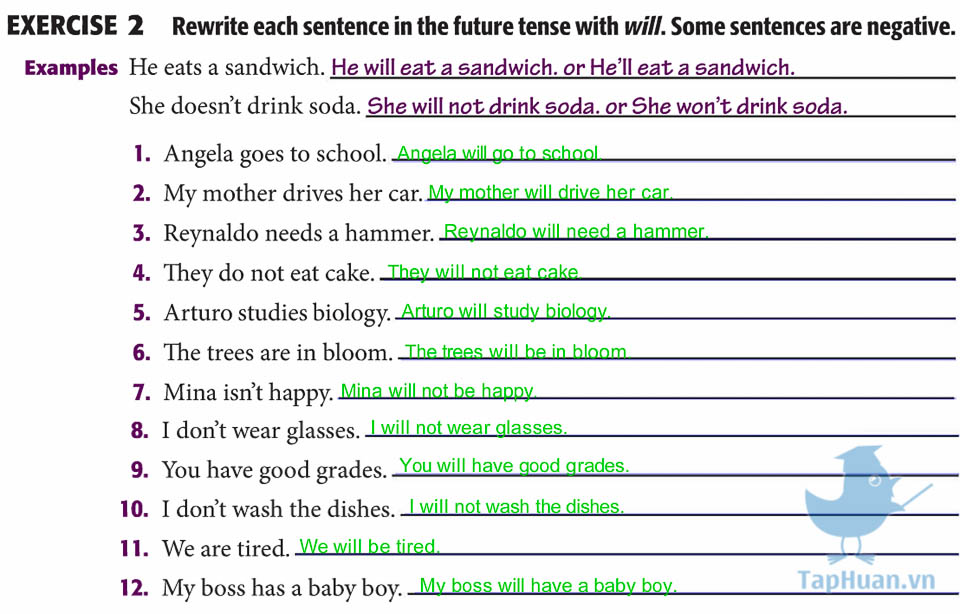 EXERCISE 2 Rewrite each sentence in the future tense with will. Some sentences are negative.
Examples He eats a sandwich. He will eat a sandwich. or He'll eat a sandwich.
She doesn't drink soda. She will not drink soda. or She won't drink soda.
1. Angela goes to school. Angela will go to school.
2. My mother drives her car. My mother will drive her car.
3. Reynaldo needs a hammer. Reynaldo will need a hammer.
4. They do not eat cake. They will not eat cake.
5. Arturo studies biology. Arturo will study biology.
6. The trees are in bloom. The trees will be in bloom.
7. Mina isn't happy. Mina will not be happy.
8. I don't wear glasses. I will not wear glasses.
9. You have good grades. You will have good grades.
10. I don't wash the dishes. I will not wash the dishes.
11. We are tired. We will be tired.
12. My boss has a baby boy. My boss will have a baby boy.
TapHuan.vn